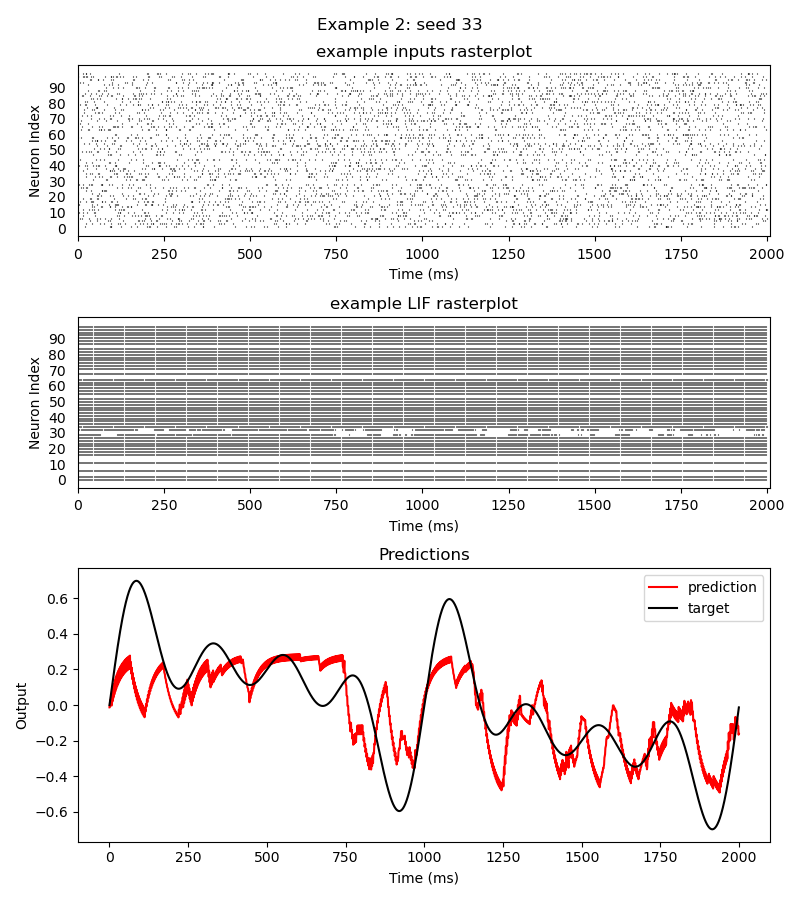 Example 2: seed 33
example inputs rasterplot
Neuron Index
90
80
70
60
50
40
30
20
10
0
0 250 500 750 1000 1250 1500 1750 2000
Time (ms)
example LIF rasterplot
Neuron Index
90
80
70
60
50
40
30
20
10
0
0 250 500 750 1000 1250 1500 1750 2000
Time (ms)
Predictions
Output
0.6
0.4
0.2
0.0
−0.2
−0.4
−0.6
prediction
target
0 250 500 750 1000 1250 1500 1750 2000
Time (ms)